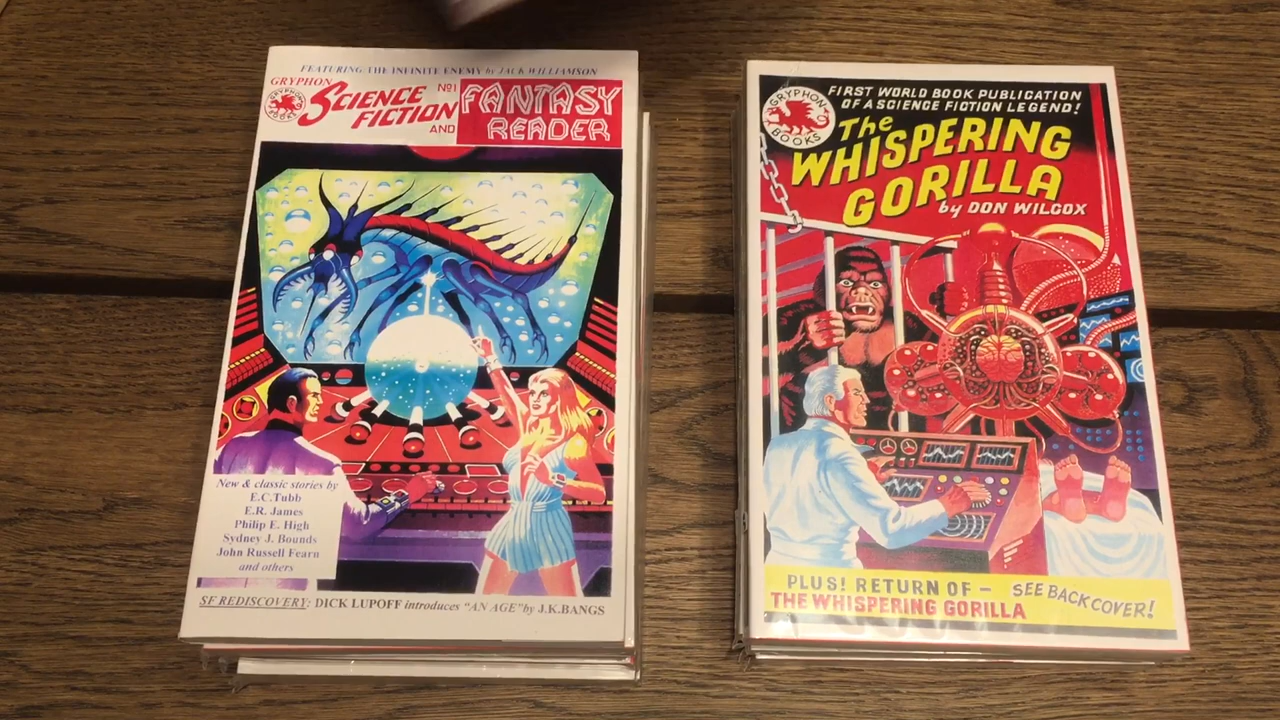 FEATURING THE INFINITE ENEMY by JACK WILLIAMSON
GRYPHON
GRYPHON BOOKS
SCIENCE FICTION
No1
AND
FANTASY READER
New & classic stories by
E.C.Tubb
E.R. James
Philip E. High
Sydney J. Bounds
John Russell Fearn
and others
SF REDISCOVERY: DICK LUPOFF introduces "AN AGE" by J.K.BANGS
GRYPHON BOOKS
FIRST WORLD BOOK PUBLICATION
OF A SCIENCE FICTION LEGEND!
The
WHISPERING
GORILLA
by DON WILCOX
PLUS! RETURN OF -
THE WHISPERING GORILLA
SEE BACK COVER!